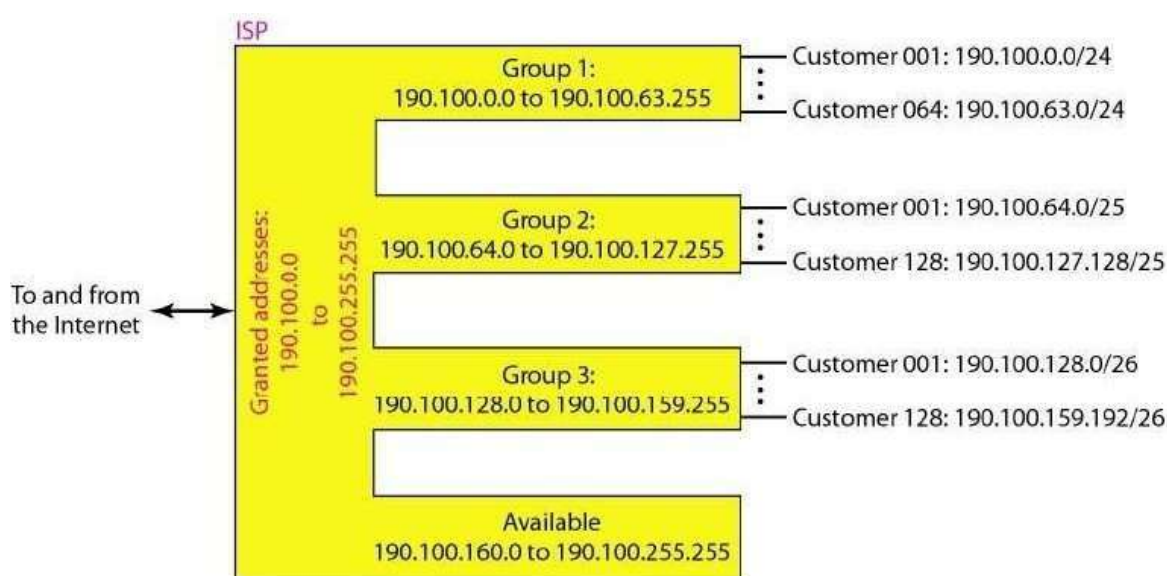 ISP
Group 1:
190.100.0.0 to 190.100.63.255
Customer 001: 190.100.0.0/24
Customer 064: 190.100.63.0/24
Group 2:
190.100.64.0 to 190.100.127.255
Customer 001: 190.100.64.0/25
Customer 128: 190.100.127.128/25
To and from
the Internet
Granted addresses:
190.100.0.0
to
190.100.255.255
Group 3:
190.100.128.0 to 190.100.159.255
Customer 001: 190.100.128.0/26
Customer 128: 190.100.159.192/26
Available
190.100.160.0 to 190.100.255.255